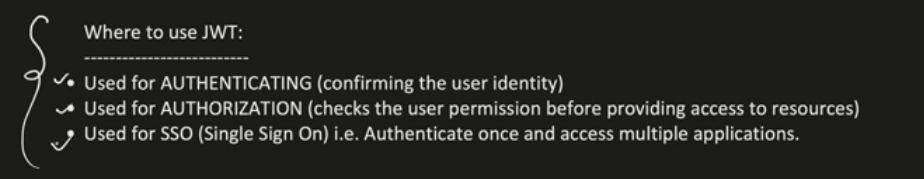 Where to use JWT:
--------------------------
• Used for AUTHENTICATING (confirming the user identity)
• Used for AUTHORIZATION (checks the user permission before providing access to resources)
• Used for SSO (Single Sign On) i.e. Authenticate once and access multiple applications.